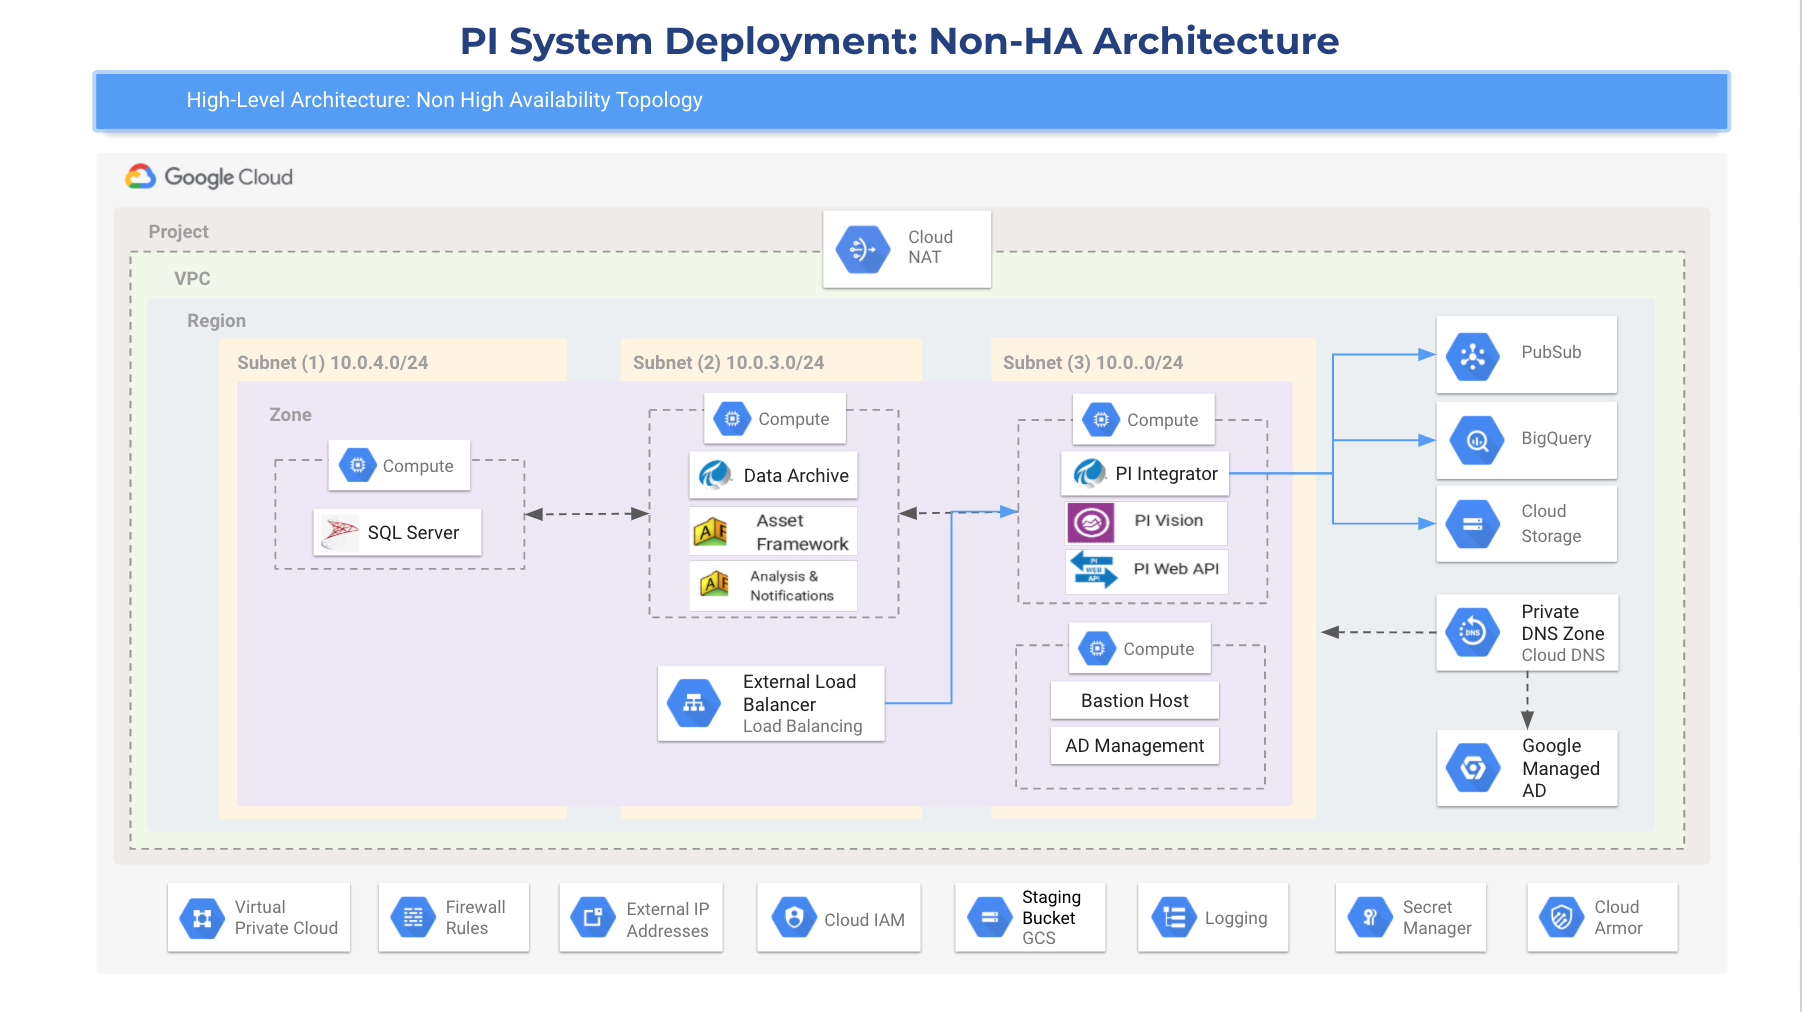 PI System Deployment: Non-HA Architecture
High-Level Architecture: Non High Availability Topology
Google Cloud
Project
Cloud
NAT
VPC
Region
Subnet (1) 10.0.4.0/24
Subnet (2) 10.0.3.0/24
Subnet (3) 10.0..0/24
Zone
Compute
SQL Server
Compute
Data Archive
Asset
Framework
Analysis &
Notifications
External Load
Balancer
Load Balancing
Compute
PI Integrator
PI Vision
PI
WEB
API
PI Web API
Compute
Bastion Host
AD Management
PubSub
BigQuery
Cloud
Storage
DNS
Private
DNS Zone
Cloud DNS
Google
Managed
AD
Virtual
Private Cloud
Firewall
Rules
External IP
Addresses
Cloud IAM
Staging
Bucket
GCS
Logging
Secret
Manager
Cloud
Armor